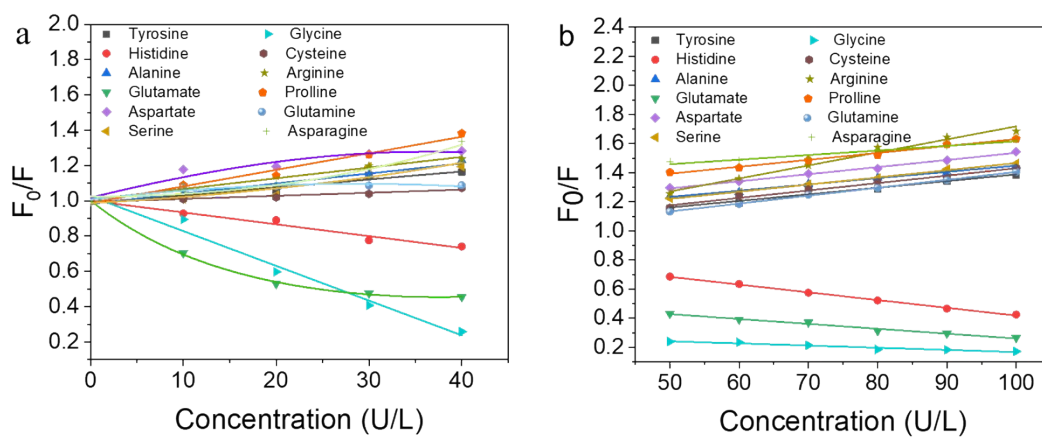 a
2.0
1.8
1.6
1.4
1.2
1.0
0.8
0.6
0.4
0.2
F0/F
Tyrosine
Histidine
Alanine
Glutamate
Aspartate
Serine
Glycine
Cysteine
Arginine
Prolline
Glutamine
Asparagine
0 10 20 30 40
Concentration (U/L)
b
2.4
2.2
2.0
1.8
1.6
1.4
1.2
1.0
0.8
0.6
0.4
0.2
F0/F
Tyrosine
Histidine
Alanine
Glutamate
Aspartate
Serine
Glycine
Cysteine
Arginine
Prolline
Glutamine
Asparagine
50 60 70 80 90 100
Concentration (U/L)